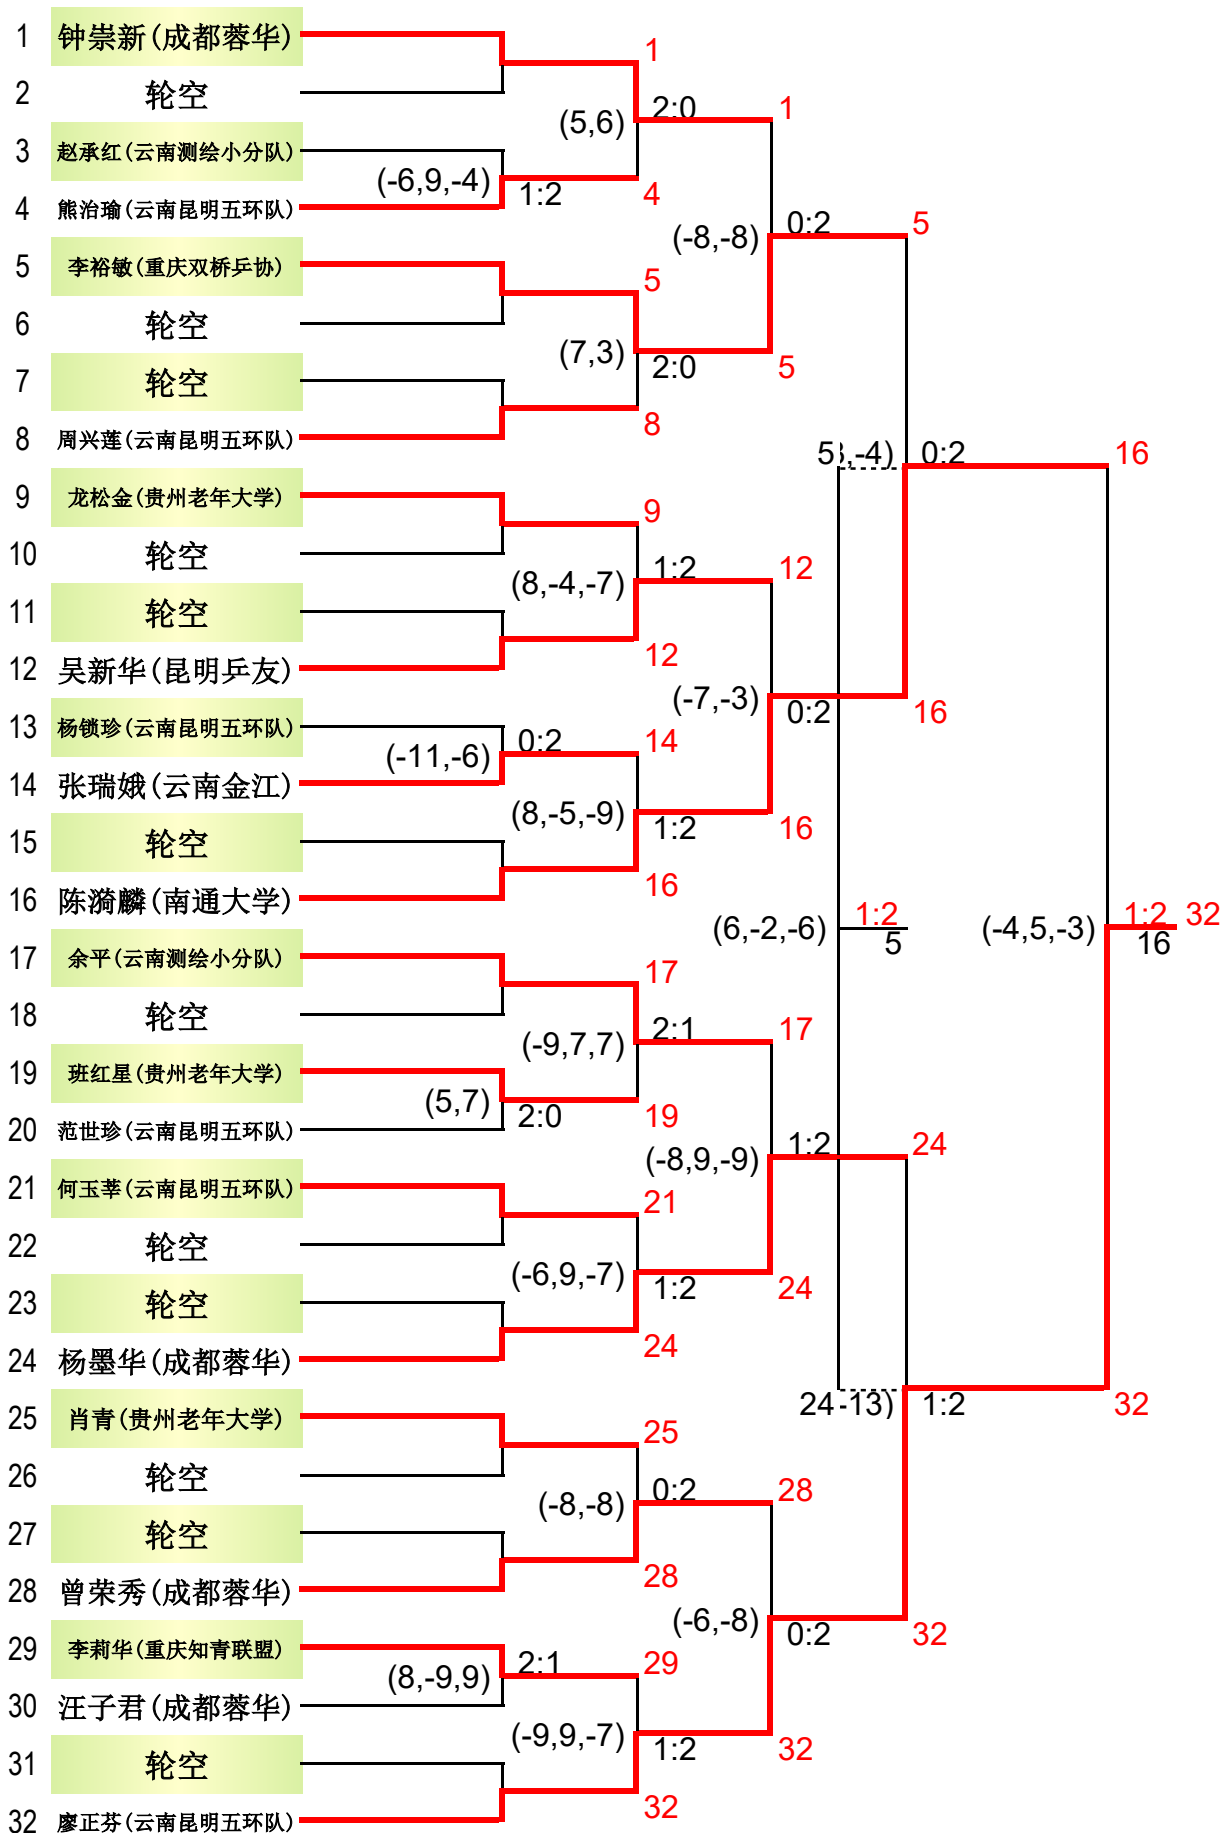 1 钟崇新(成都蓉华)
1
2 轮空
(5,6) 2:0 1
3 赵承红(云南测绘小分队)
(-6,9,-4) 1:2 4
4 熊治瑜(云南昆明五环队)
(-8,-8) 0:2 5
5 李裕敏(重庆双桥乒协)
5
6 轮空
(7,3) 2:0 5
7 轮空
8
8 周兴莲(云南昆明五环队)
5 ,-4) 0:2 16
9 龙松金(贵州老年大学)
9
10 轮空
(8,-4,-7) 1:2 12
11 轮空
12
12 吴新华(昆明乒友)
(-7,-3) 0:2 16
13 杨锁珍(云南昆明五环队)
(-11,-6) 0:2 14
14 张瑞娥(云南金江)
(8,-5,-9) 1:2 16
15 轮空
16
16 陈漪麟(南通大学)
(6,-2,-6) 1:2 5
(-4,5,-3) 1:2 32
16
17 余平(云南测绘小分队)
17
18 轮空
(-9,7,7) 2:1 17
19 班红星(贵州老年大学)
(5,7) 2:0 19
20 范世珍(云南昆明五环队)
(-8,9,-9) 1:2 24
21 何玉莘(云南昆明五环队)
21
22 轮空
(-6,9,-7) 1:2 24
23 轮空
24
24 杨墨华(成都蓉华)
24 -13) 1:2 32
25 肖青(贵州老年大学)
25
26 轮空
(-8,-8) 0:2 28
27 轮空
28
28 曾荣秀(成都蓉华)
(-6,-8) 0:2 32
29 李莉华(重庆知青联盟)
(8,-9,9) 2:1 29
30 汪子君(成都蓉华)
(-9,9,-7) 1:2 32
31 轮空
32
32 廖正芬(云南昆明五环队)